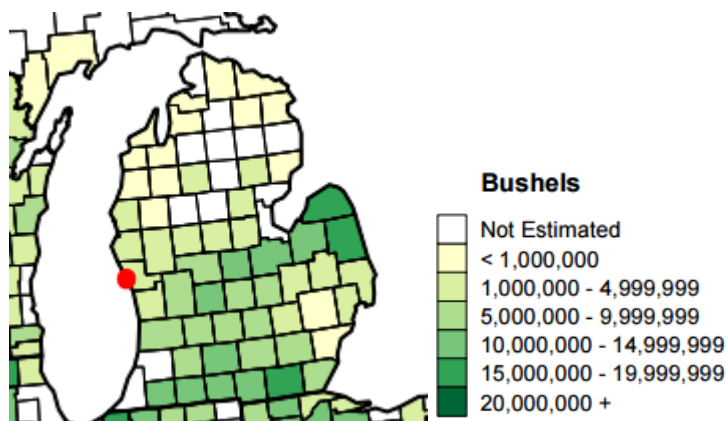 Bushels
Not Estimated
< 1,000,000
1,000,000 - 4,999,999
5,000,000 - 9,999,999
10,000,000 - 14,999,999
15,000,000 - 19,999,999
20,000,000 +